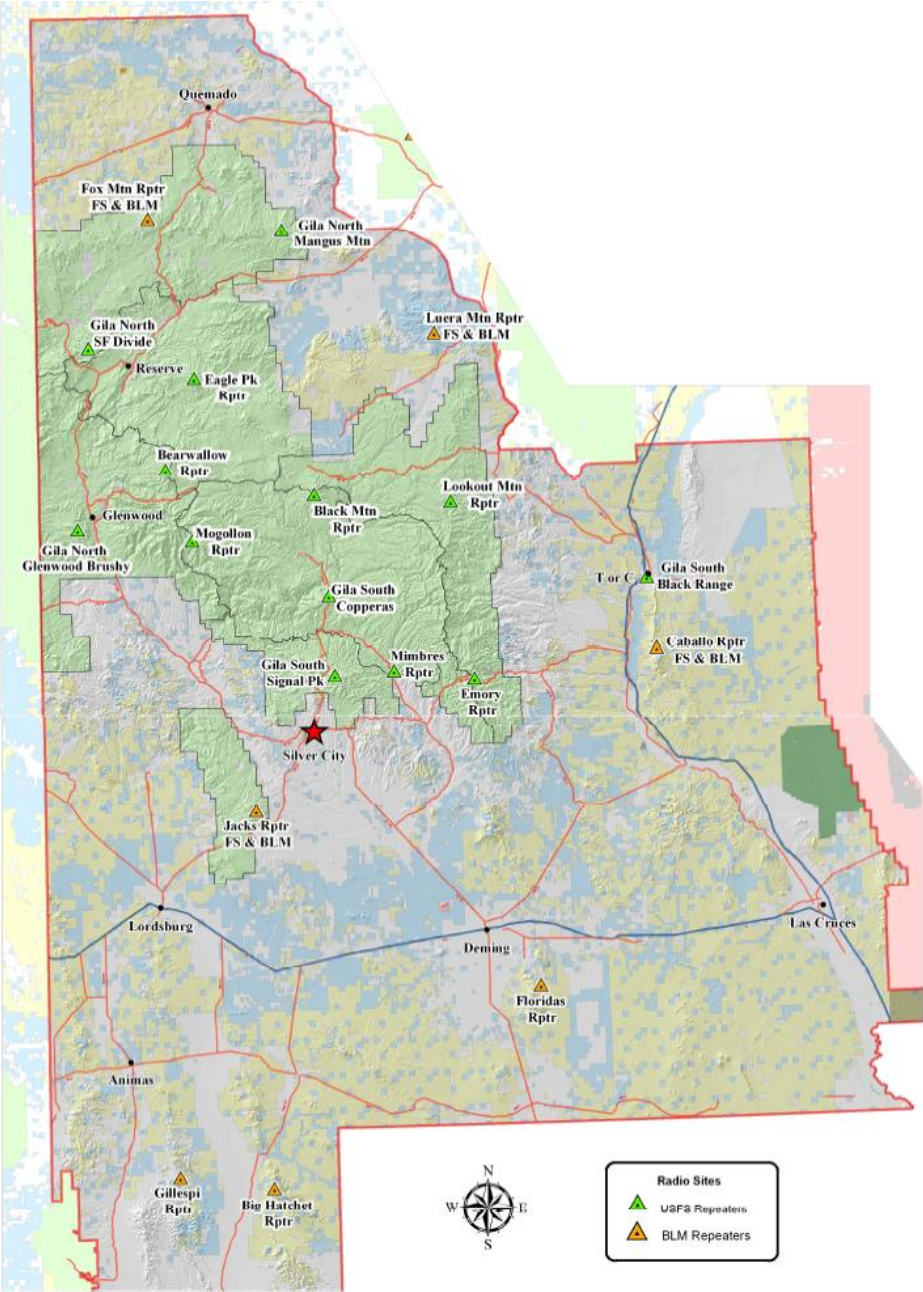 Quemado
Fox Mtn Rptr
FS & BLM
Gila North
Mangus Mtn
Luera Mtn Rptr
FS & BLM
Gila North
SF Divide
Reserve
Eagle Pk
Rptr
Bearwallow
Rptr
Black Mtn
Rptr
Lookout Mtn
Rptr
Glenwood
Gila North
Glenwood Brushy
Mogollon
Rptr
T or C
Gila South
Black Range
Gila South
Copperas
Caballo Rptr
FS & BLM
Gila South
Signal Pk
Mimbres
Rptr
Emory
Rptr
Silver City
Jacks Rptr
FS & BLM
Lordsburg
Deming
Las Cruces
Floridas
Rptr
Animas
Gillespi
Rptr
Big Hatchet
Rptr
N
W E
S
Radio Sites
USFS Repeaters
BLM Repeaters